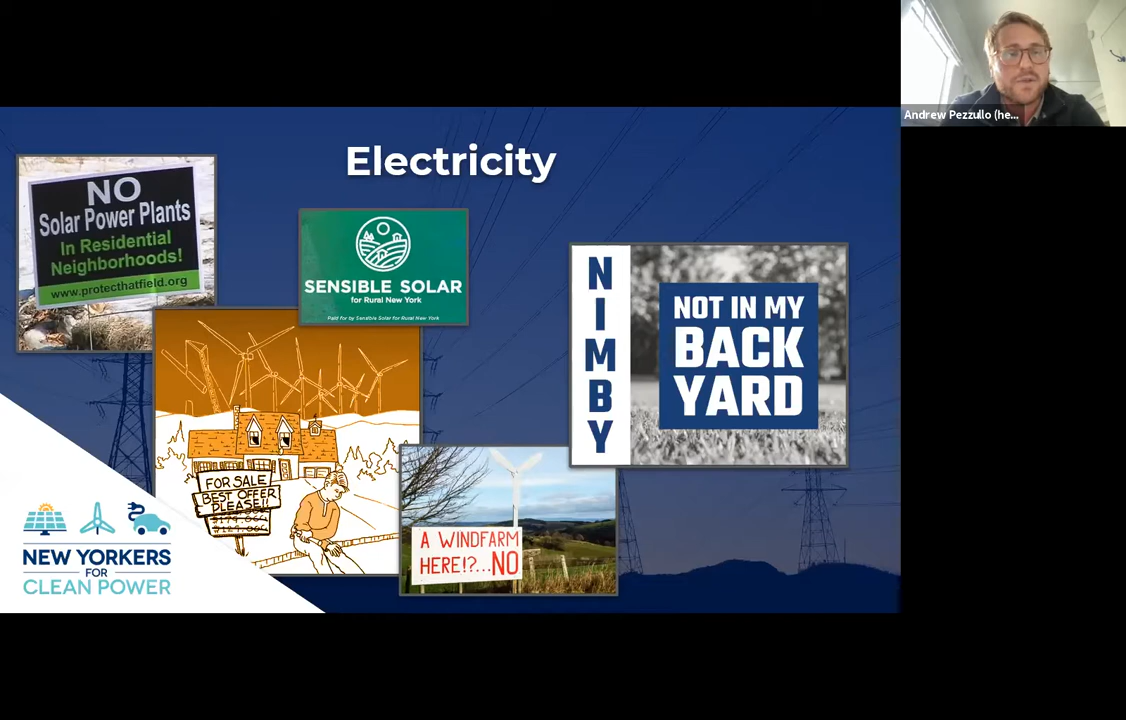 Andrew Pezzullo (he...
Electricity
NO
Solar Power Plants
In Residential
Neighborhoods!
www.protecthatfield.org
SENSIBLE SOLAR
for Rural New York
Paid for by Sensible Solar for Rural New York
NIMBY
NOT IN MY
BACK
YARD
FOR SALE
BEST OFFER
PLEASE!!
A WINDFARM
HERE!?...NO
NEW YORKERS
FOR
CLEAN POWER